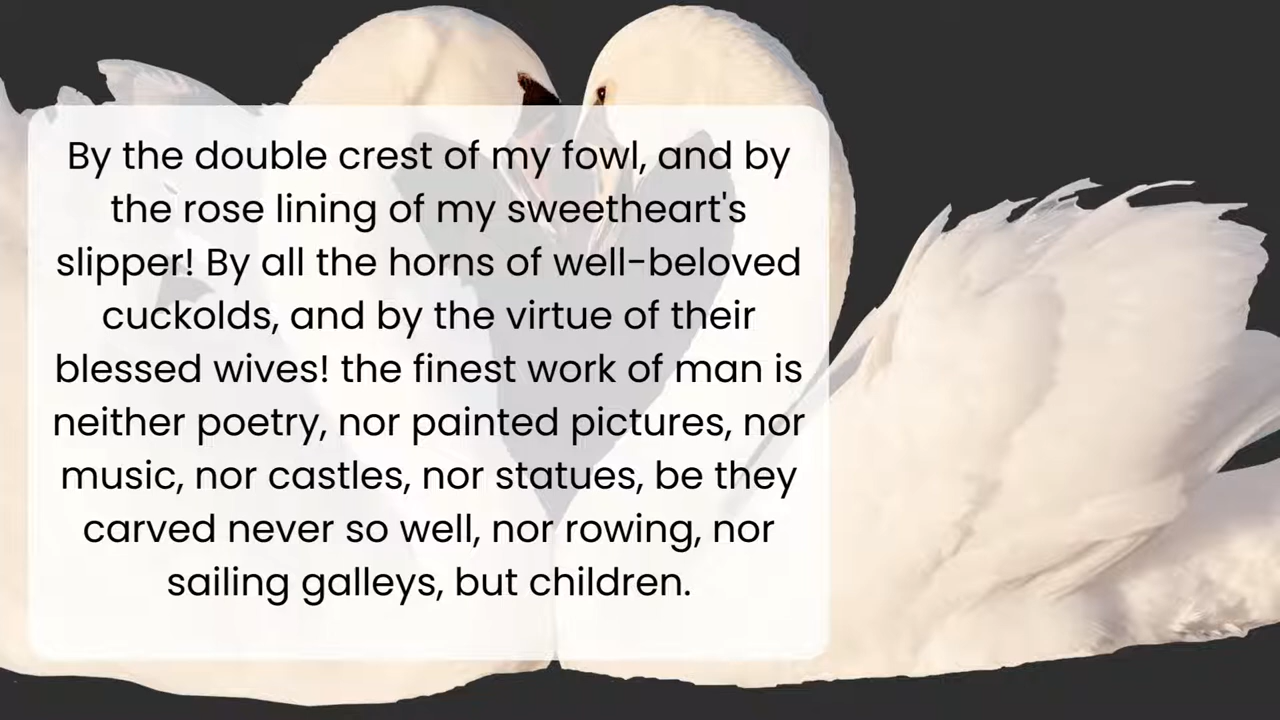 By the double crest of my fowl, and by
the rose lining of my sweetheart's
slipper! By all the horns of well-beloved
cuckolds, and by the virtue of their
blessed wives! the finest work of man is
neither poetry, nor painted pictures, nor
music, nor castles, nor statues, be they
carved never so well, nor rowing, nor
sailing galleys, but children.